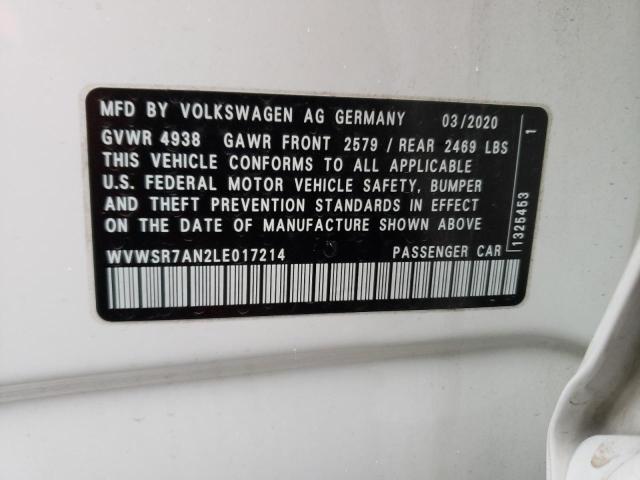 MFD BY VOLKSWAGEN AG GERMANY 03/2020
GVWR 4938 GAWR FRONT 2579 / REAR 2469 LBS
THIS VEHICLE CONFORMS TO ALL APPLICABLE
U.S. FEDERAL MOTOR VEHICLE SAFETY, BUMPER
AND THEFT PREVENTION STANDARDS IN EFFECT
ON THE DATE OF MANUFACTURE SHOWN ABOVE
WVWSR7AN2LE017214 PASSENGER CAR
1325453 1